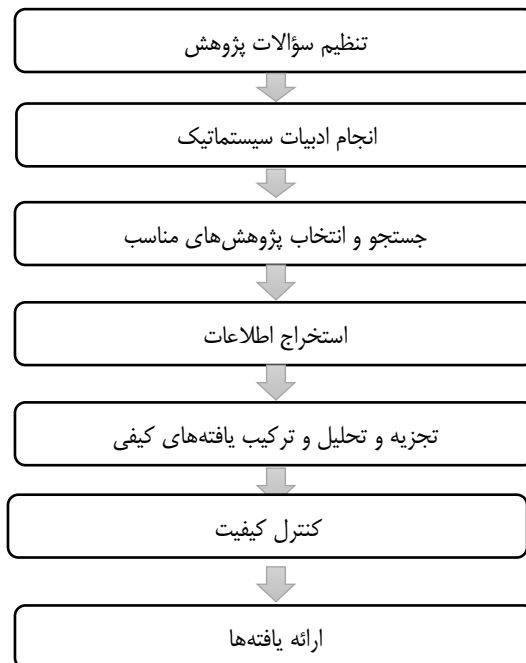 تنظیم سؤالات پژوهش
انجام ادبیات سیستماتیک
جستجو و انتخاب پژوهش‌های مناسب
استخراج اطلاعات
تجزیه و تحلیل و ترکیب یافته‌های کیفی
کنترل کیفیت
ارائه یافته‌ها